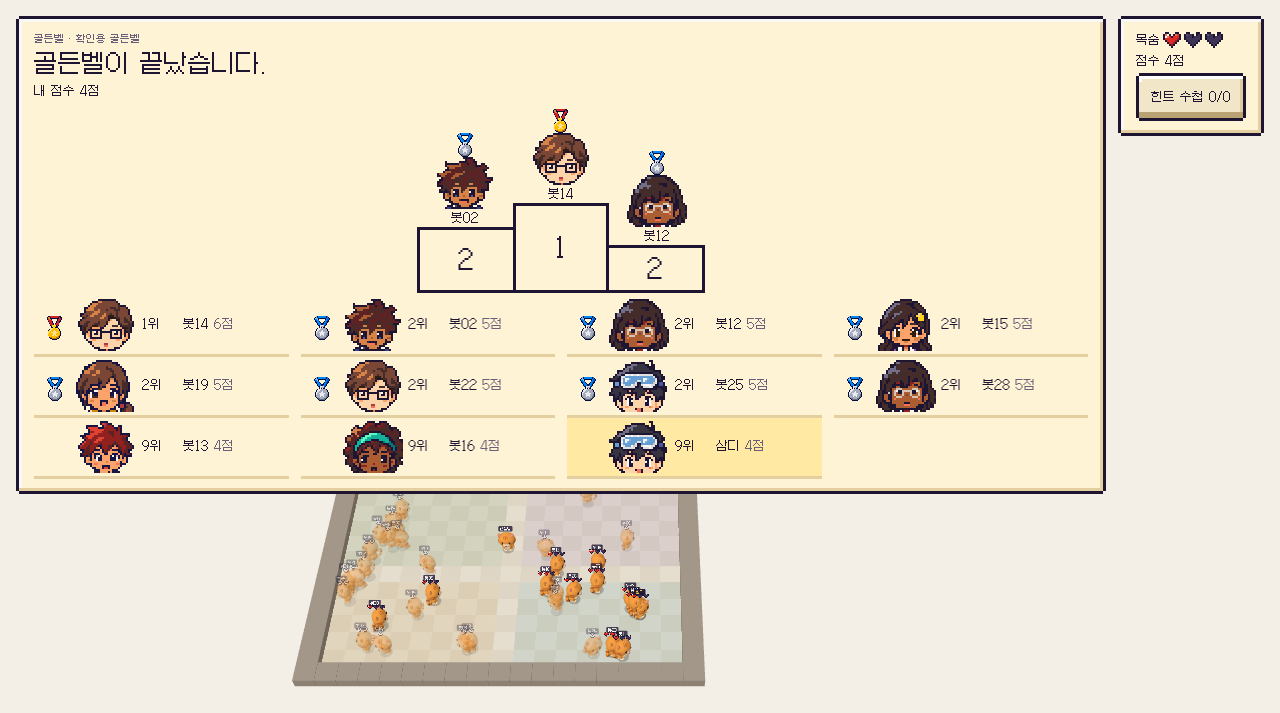 골든벨 · 확인용 골든벨
골든벨이 끝났습니다.
내 점수 4점
목숨
점수 4점
힌트 수첩 0/0
봇14
봇02
봇12
2
1
2
1위 봇14 6점
2위 봇02 5점
2위 봇12 5점
2위 봇15 5점
2위 봇19 5점
2위 봇22 5점
2위 봇25 5점
2위 봇28 5점
9위 봇13 4점
9위 봇16 4점
9위 삼디 4점